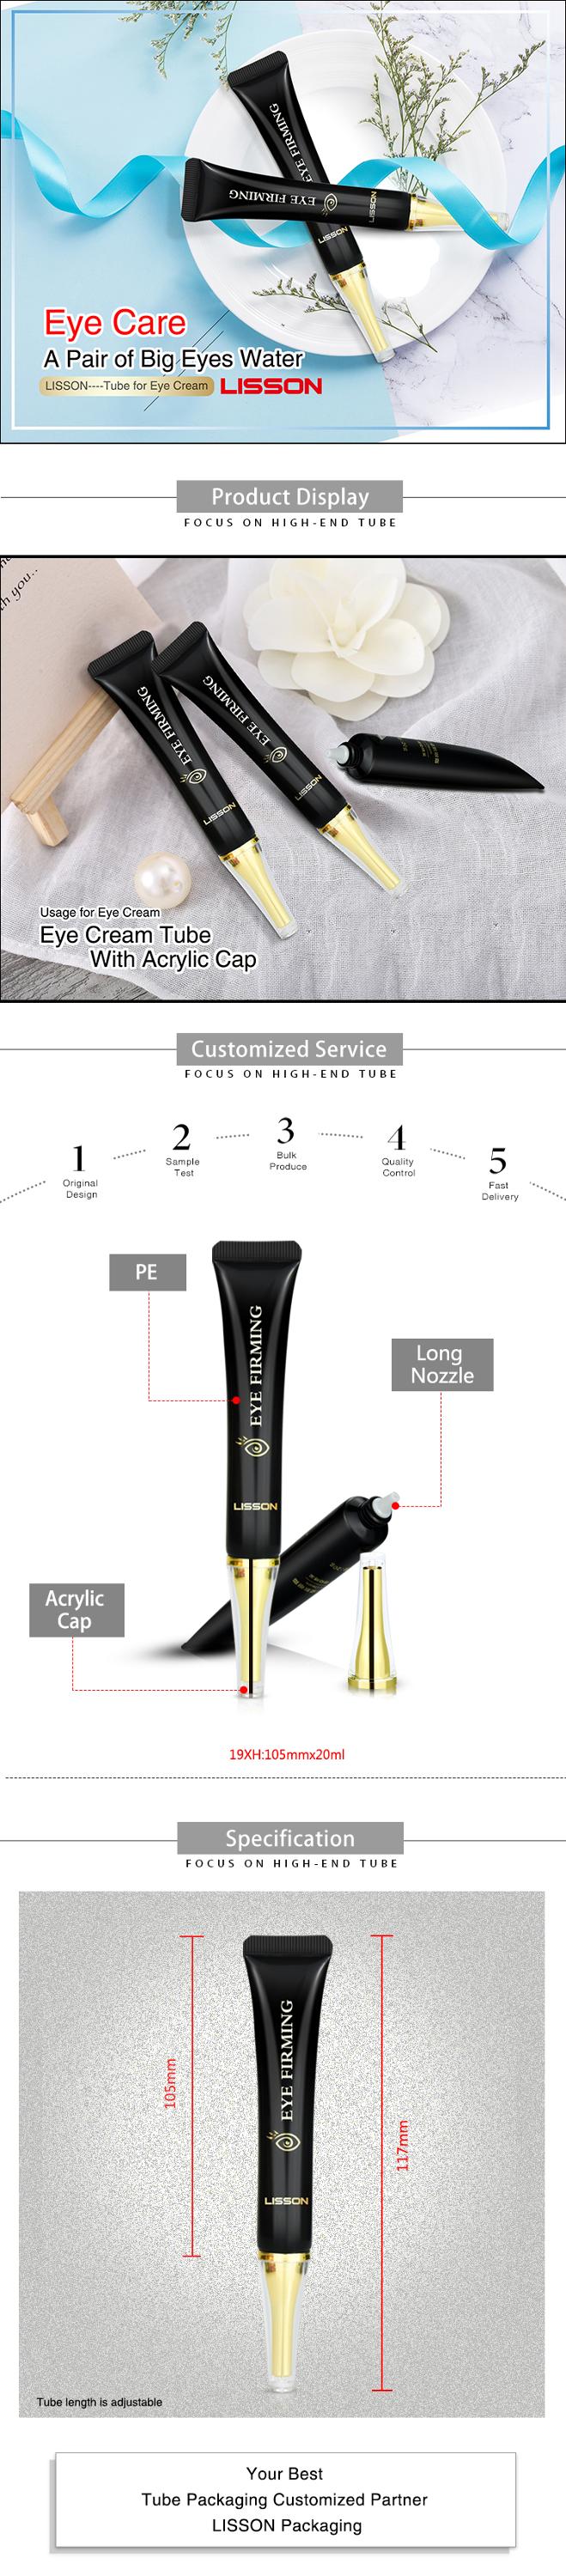 EYE FIRMING
EYE FIRMING
LISSON
LISSON
Eye Care
A Pair of Big Eyes Water
LISSON----Tube for Eye Cream LISSON
Product Display
FOCUS ON HIGH-END TUBE
h you..
EYE FIRMING
LISSON
EYE FIRMING
LISSON
Usage for Eye Cream
Eye Cream Tube
With Acrylic Cap
Customized Service
FOCUS ON HIGH-END TUBE
1
Original
Design
2
Sample
Test
3
Bulk
Produce
4
Quality
Control
5
Fast
Delivery
PE
Long
Nozzle
EYE FIRMING
LISSON
Acrylic
Cap
19XH:105mmx20ml
Specification
FOCUS ON HIGH-END TUBE
105mm
117mm
EYE FIRMING
LISSON
Tube length is adjustable
Your Best
Tube Packaging Customized Partner
LISSON Packaging